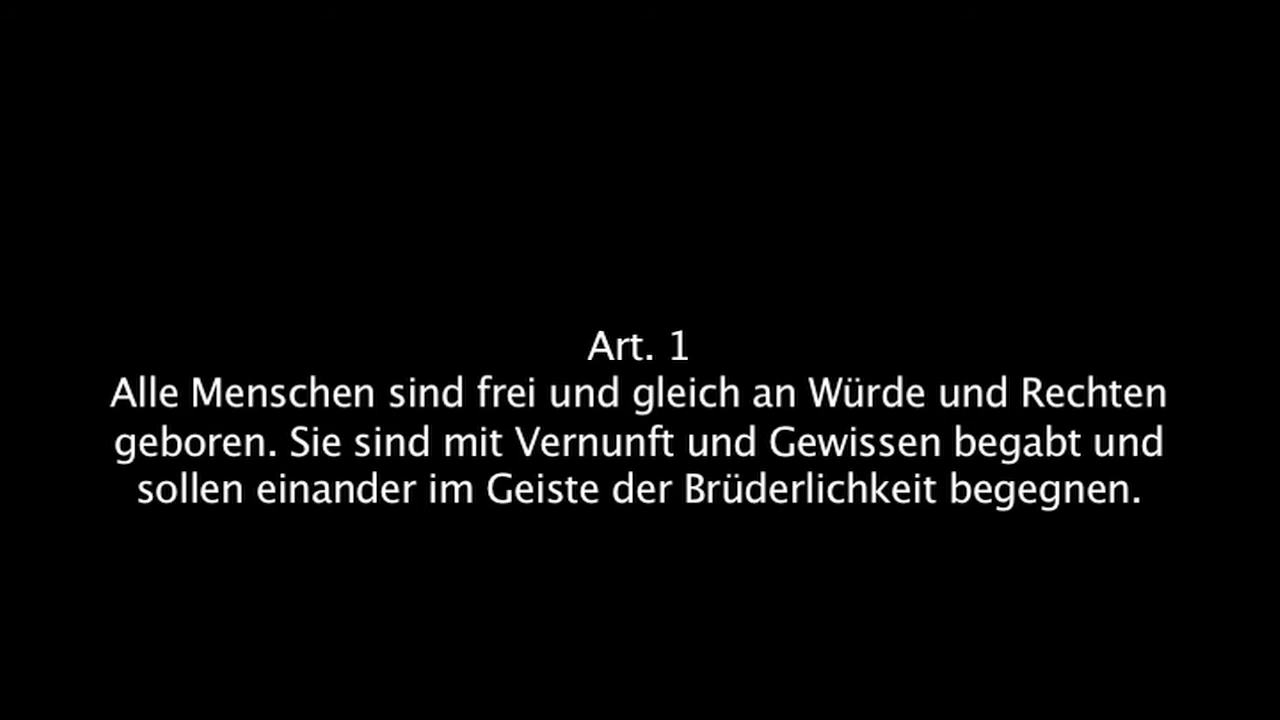 Art. 1
Alle Menschen sind frei und gleich an Würde und Rechten
geboren. Sie sind mit Vernunft und Gewissen begabt und
sollen einander im Geiste der Brüderlichkeit begegnen.